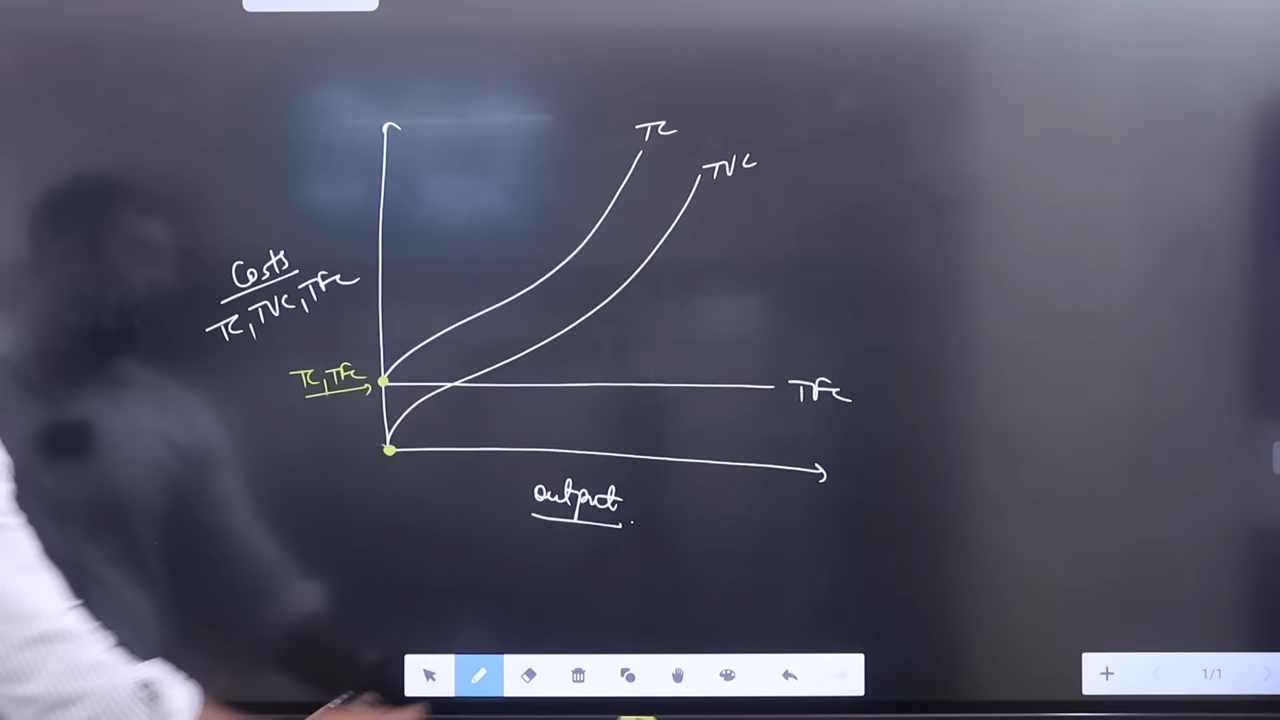 TC
TVC
Costs
TC, TVC, TFC
TC, TFC
TFC
output
1/1